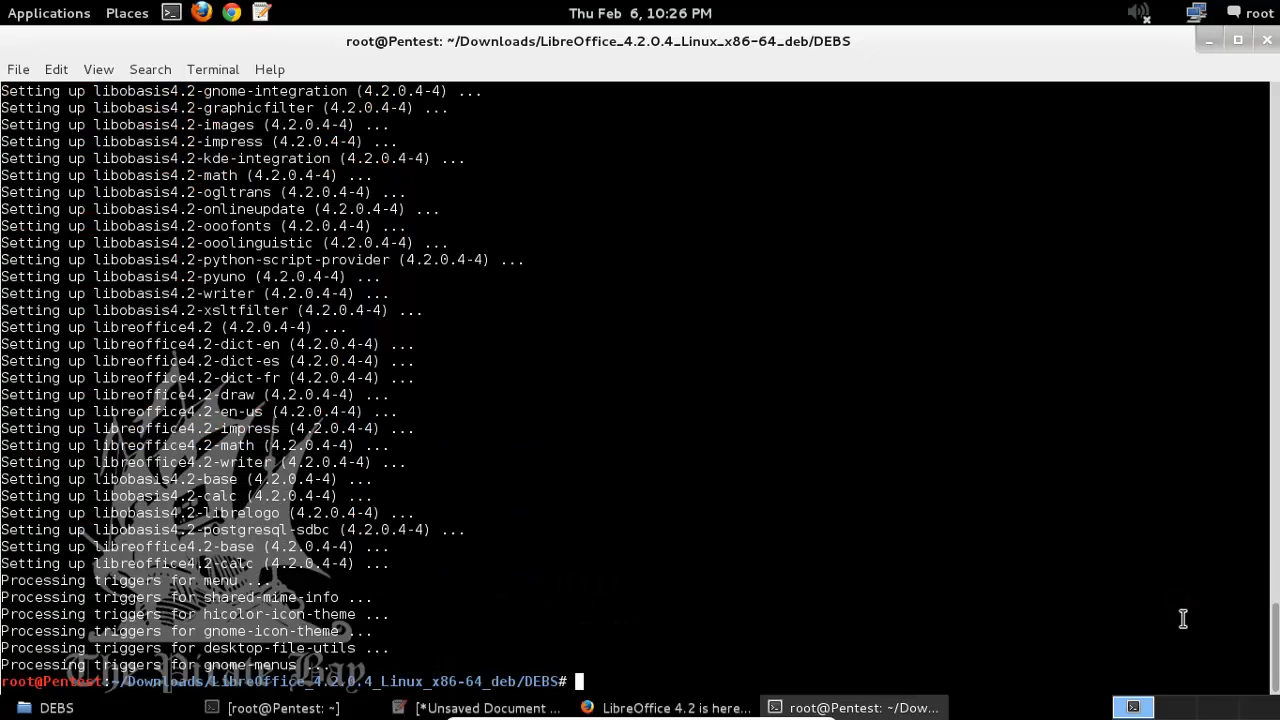 Applications Places Thu Feb 6, 10:26 PM root
root@Pentest: ~/Downloads/LibreOffice_4.2.0.4_Linux_x86-64_deb/DEBS
File Edit View Search Terminal Help
Setting up libobasis4.2-gnome-integration (4.2.0.4-4) ...
Setting up libobasis4.2-graphicfilter (4.2.0.4-4) ...
Setting up libobasis4.2-images (4.2.0.4-4) ...
Setting up libobasis4.2-impress (4.2.0.4-4) ...
Setting up libobasis4.2-kde-integration (4.2.0.4-4) ...
Setting up libobasis4.2-math (4.2.0.4-4) ...
Setting up libobasis4.2-ogltrans (4.2.0.4-4) ...
Setting up libobasis4.2-onlineupdate (4.2.0.4-4) ...
Setting up libobasis4.2-ooofonts (4.2.0.4-4) ...
Setting up libobasis4.2-ooolinguistic (4.2.0.4-4) ...
Setting up libobasis4.2-python-script-provider (4.2.0.4-4) ...
Setting up libobasis4.2-pyuno (4.2.0.4-4) ...
Setting up libobasis4.2-writer (4.2.0.4-4) ...
Setting up libobasis4.2-xsltfilter (4.2.0.4-4) ...
Setting up libreoffice4.2 (4.2.0.4-4) ...
Setting up libreoffice4.2-dict-en (4.2.0.4-4) ...
Setting up libreoffice4.2-dict-es (4.2.0.4-4) ...
Setting up libreoffice4.2-dict-fr (4.2.0.4-4) ...
Setting up libreoffice4.2-draw (4.2.0.4-4) ...
Setting up libreoffice4.2-en-us (4.2.0.4-4) ...
Setting up libreoffice4.2-impress (4.2.0.4-4) ...
Setting up libreoffice4.2-math (4.2.0.4-4) ...
Setting up libreoffice4.2-writer (4.2.0.4-4) ...
Setting up libobasis4.2-base (4.2.0.4-4) ...
Setting up libobasis4.2-calc (4.2.0.4-4) ...
Setting up libobasis4.2-librelogo (4.2.0.4-4) ...
Setting up libobasis4.2-postgresql-sdbc (4.2.0.4-4) ...
Setting up libreoffice4.2-base (4.2.0.4-4) ...
Setting up libreoffice4.2-calc (4.2.0.4-4) ...
Processing triggers for menu ...
Processing triggers for shared-mime-info ...
Processing triggers for hicolor-icon-theme ...
Processing triggers for gnome-icon-theme ...
Processing triggers for desktop-file-utils ...
Processing triggers for gnome-menus ...
The Pirate Bay
root@Pentest:~/Downloads/LibreOffice_4.2.0.4_Linux_x86-64_deb/DEBS#
DEBS [root@Pentest: ~] [*Unsaved Document ... LibreOffice 4.2 is here... root@Pentest: ~/Dow...